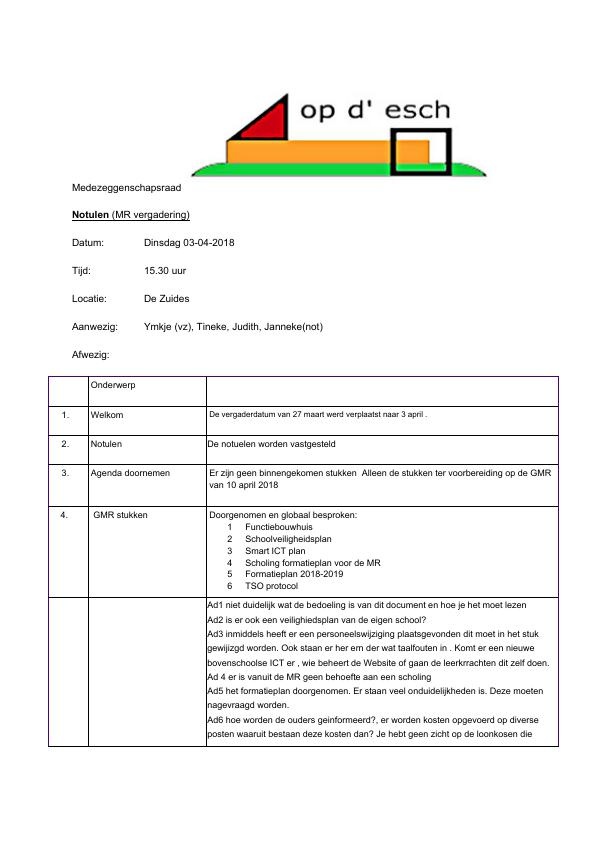 op d' esch
Medezeggenschapsraad
Notulen (MR vergadering)
Datum: Dinsdag 03-04-2018
Tijd: 15.30 uur
Locatie: De Zuides
Aanwezig: Ymkje (vz), Tineke, Judith, Janneke(not)
Afwezig:
Onderwerp
1. Welkom De vergaderdatum van 27 maart werd verplaatst naar 3 april .
2. Notulen De notuelen worden vastgesteld
3. Agenda doornemen Er zijn geen binnengekomen stukken Alleen de stukken ter voorbereiding op de GMR
van 10 april 2018
4. GMR stukken Doorgenomen en globaal besproken:
1 Functiebouwhuis
2 Schoolveiligheidsplan
3 Smart ICT plan
4 Scholing formatieplan voor de MR
5 Formatieplan 2018-2019
6 TSO protocol
Ad1 niet duidelijk wat de bedoeling is van dit document en hoe je het moet lezen
Ad2 is er ook een veilighiedsplan van de eigen school?
Ad3 inmiddels heeft er een personeelswijziging plaatsgevonden dit moet in het stuk
gewijizgd worden. Ook staan er her em der wat taalfouten in . Komt er een nieuwe
bovenschoolse ICT er , wie beheert de Website of gaan de leerkrrachten dit zelf doen.
Ad 4 er is vanuit de MR geen behoefte aan een scholing
Ad5 het formatieplan doorgenomen. Er staan veel onduidelijkheden is. Deze moeten
nagevraagd worden.
Ad6 hoe worden de ouders geinformeerd?, er worden kosten opgevoerd op diverse
posten waaruit bestaan deze kosten dan? Je hebt geen zicht op de loonkosen die